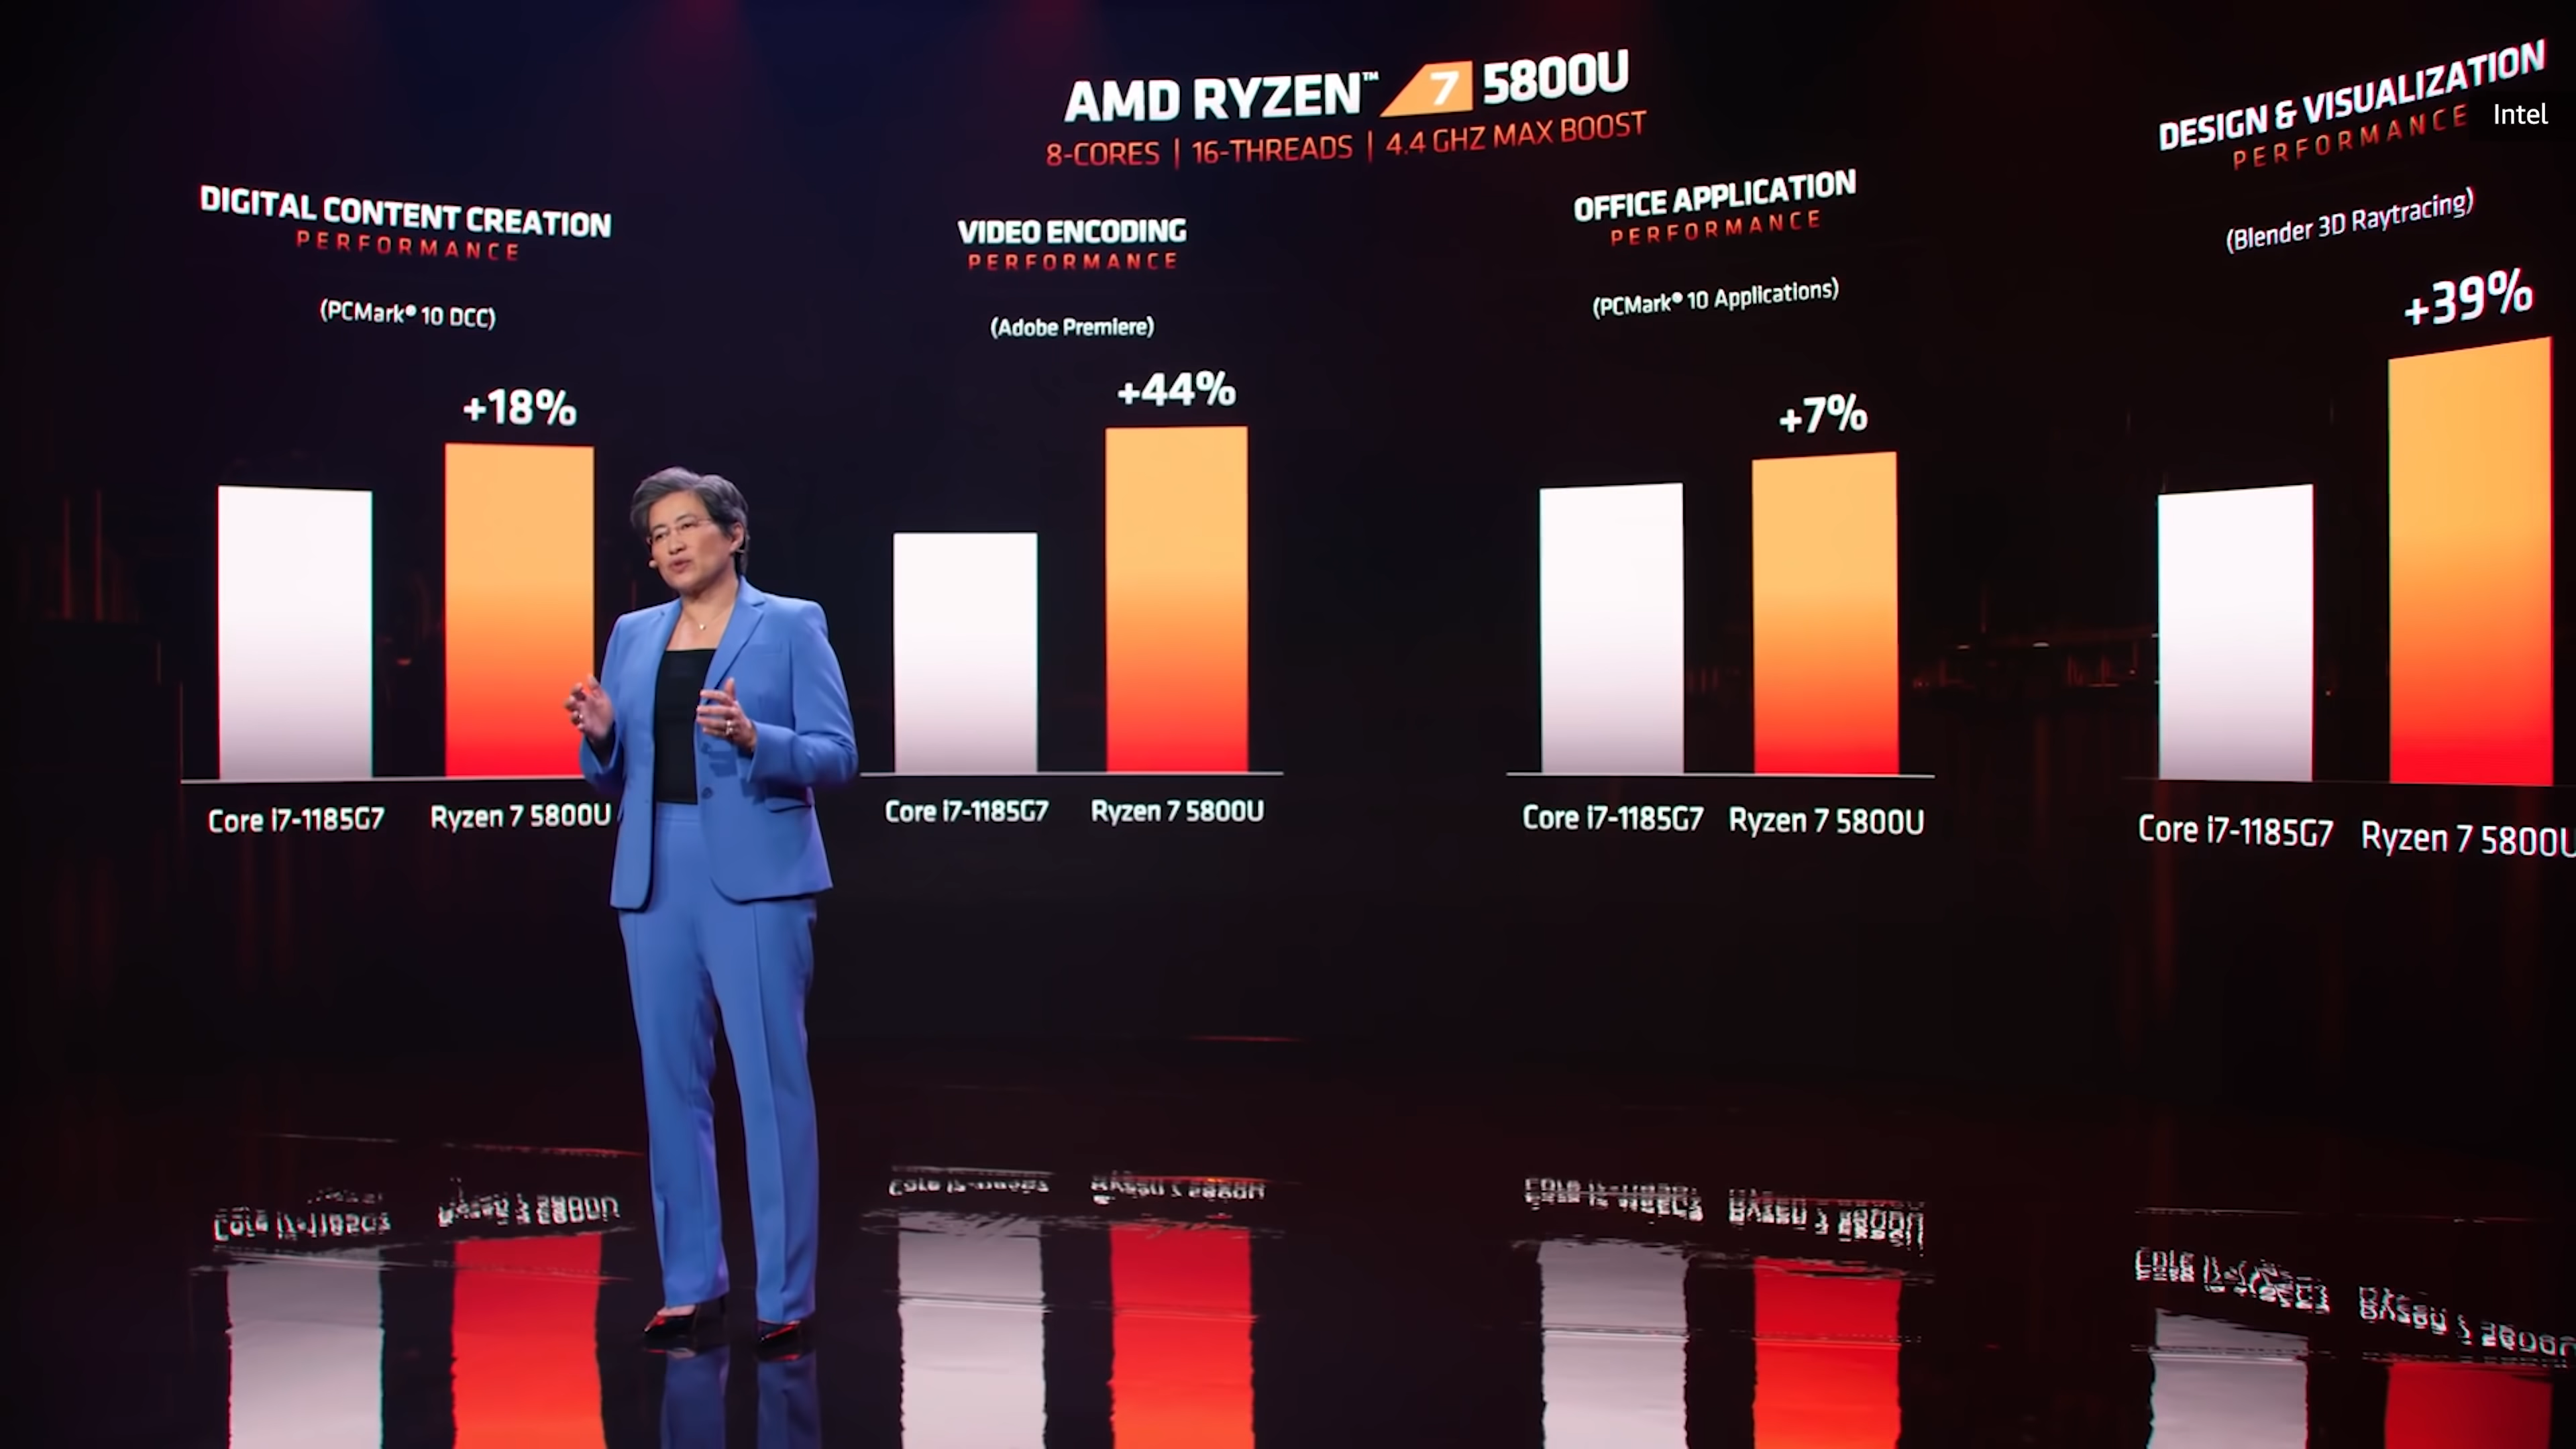 AMD RYZEN™ 7 5800U
8-CORES | 16-THREADS | 4.4 GHZ MAX BOOST
DIGITAL CONTENT CREATION
PERFORMANCE
(PCMark® 10 DCC)
+18%
Core i7-1185G7
Ryzen 7 5800U
VIDEO ENCODING
PERFORMANCE
(Adobe Premiere)
+44%
Core i7-1185G7
Ryzen 7 5800U
OFFICE APPLICATION
PERFORMANCE
(PCMark® 10 Applications)
+7%
Core i7-1185G7
Ryzen 7 5800U
DESIGN & VISUALIZATION
PERFORMANCE
Intel
(Blender 3D Raytracing)
+39%
Core i7-1185G7
Ryzen 7 5800U